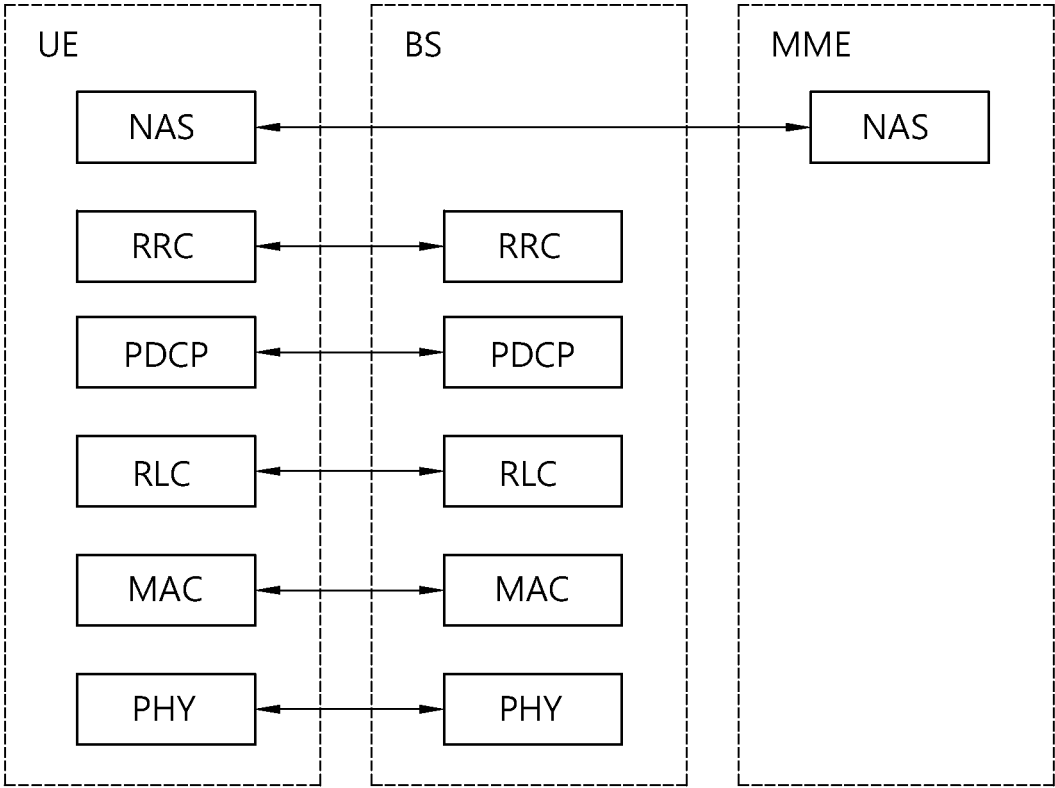 UE BS MME
NAS NAS
RRC RRC
PDCP PDCP
RLC RLC
MAC MAC
PHY PHY